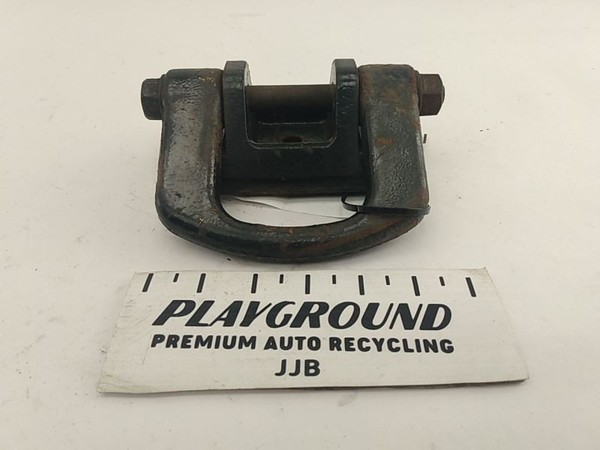 PLAYGROUND
PREMIUM AUTO RECYCLING
JJB